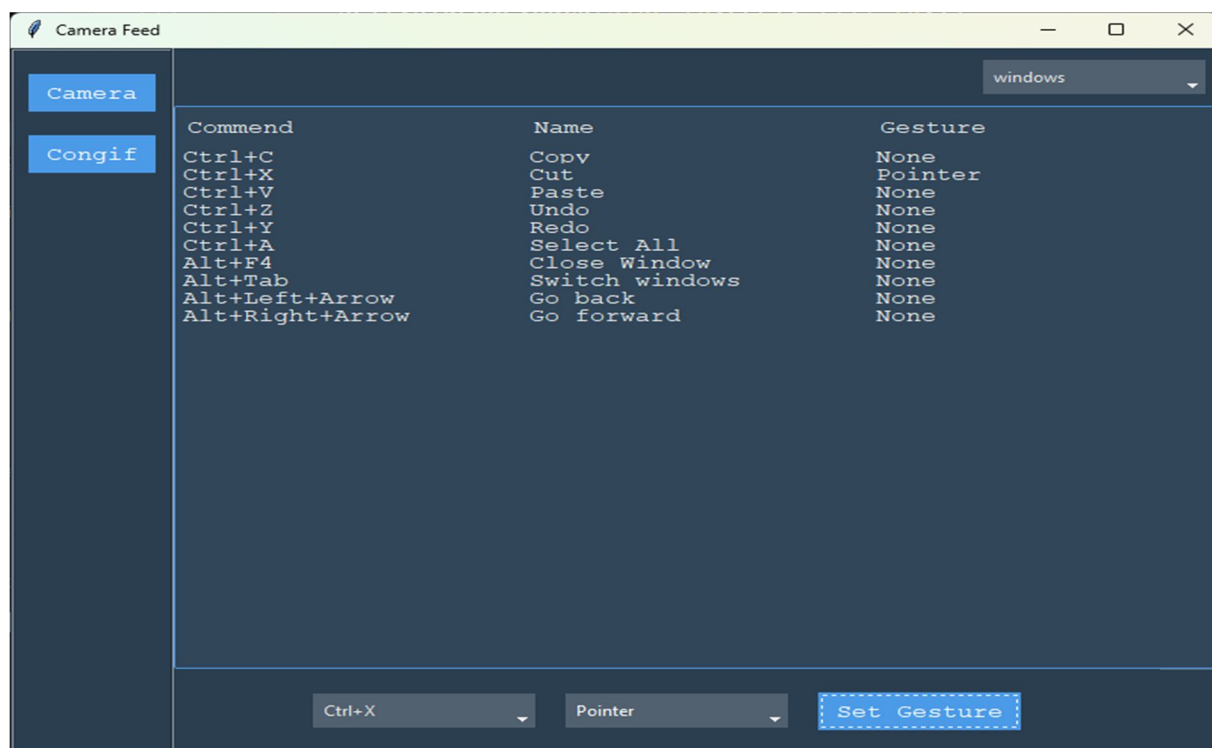 Camera Feed
Camera
Congif
windows
Commend Name Gesture
Ctrl+C Copy None
Ctrl+X Cut Pointer
Ctrl+V Paste None
Ctrl+Z Undo None
Ctrl+Y Redo None
Ctrl+A Select All None
Alt+F4 Close Window None
Alt+Tab Switch windows None
Alt+Left+Arrow Go back None
Alt+Right+Arrow Go forward None
Ctrl+X Pointer Set Gesture